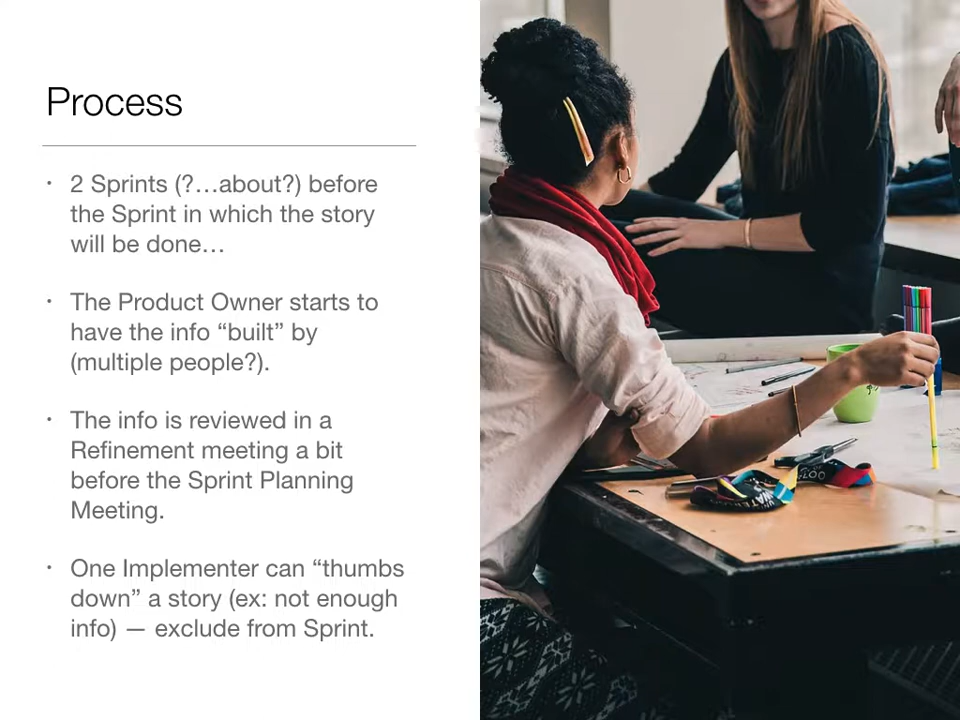 Process
• 2 Sprints (?…about?) before
the Sprint in which the story
will be done…
• The Product Owner starts to
have the info “built” by
(multiple people?).
• The info is reviewed in a
Refinement meeting a bit
before the Sprint Planning
Meeting.
• One Implementer can “thumbs
down” a story (ex: not enough
info) — exclude from Sprint.